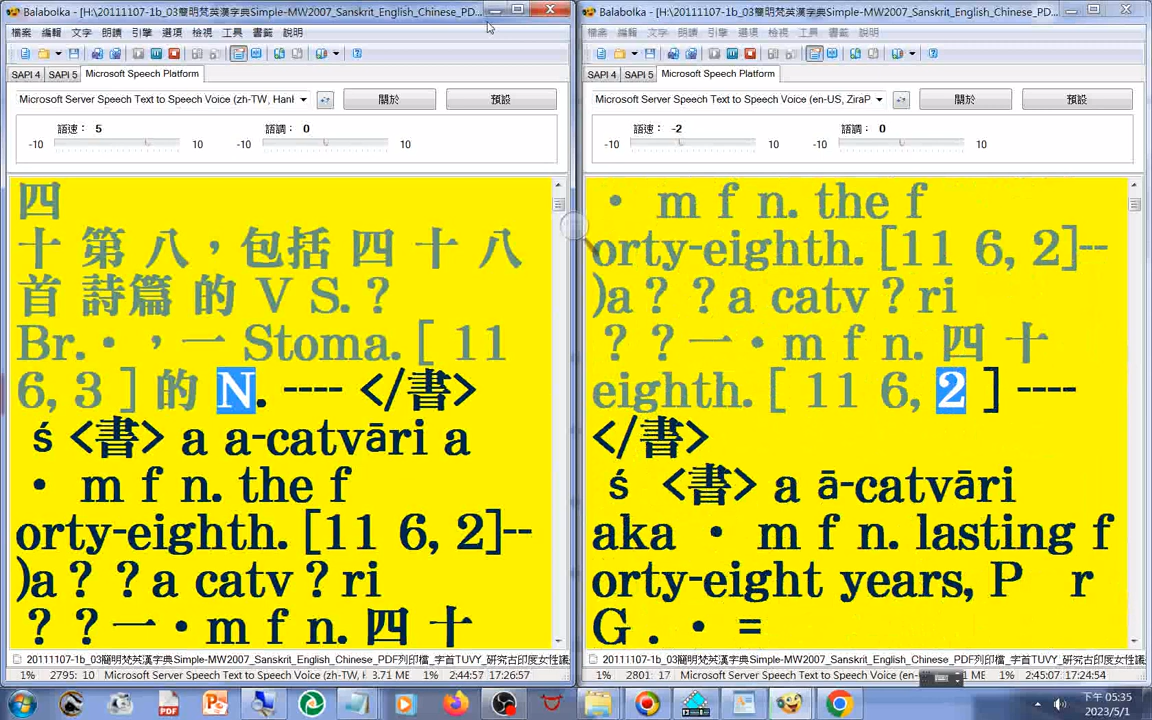 Balabolka - [H:\20111107-1b_03簡明梵英漢字典Simple-MW2007_Sanskrit_English_Chinese_PD...
檔案 編輯 文字 朗讀 引擎 選項 檢視 工具 書籤 說明
SAPI 4 SAPI 5 Microsoft Speech Platform
Microsoft Server Speech Text to Speech Voice (zh-TW, Hanl 關於 預設
語速： 5 語調： 0
-10 10 -10 10
四
十 第 八，包括 四 十 八
首 詩篇 的 V S. ?
Br.・，一 Stoma. [ 11
6, 3 ] 的 N. ---- </書>
ś <書> a a-catvāri a
・ m f n. the f
orty-eighth. [11 6, 2]--
)a ? ? a catv ? ri
? ? 一・m f n. 四 十
20111107-1b_03簡明梵英漢字典Simple-MW2007_Sanskrit_English_Chinese_PDF列印檔_字首TUVY_研究古印度女性議
1% 2795: 10 Microsoft Server Speech Text to Speech Voice (zh-TW, H 3.71 MB 1% 2:44:57 17:26:57
Balabolka - [H:\20111107-1b_03簡明梵英漢字典Simple-MW2007_Sanskrit_English_Chinese_PD...
檔案 編輯 文字 朗讀 引擎 選項 檢視 工具 書籤 說明
SAPI 4 SAPI 5 Microsoft Speech Platform
Microsoft Server Speech Text to Speech Voice (en-US, ZiraP 關於 預設
語速： -2 語調： 0
-10 10 -10 10
・ m f n. the f
orty-eighth. [11 6, 2]--
)a ? ? a catv ? ri
? ? 一・m f n. 四 十
eighth. [ 11 6, 2 ] ----
</書>
ś <書> a ā-catvāri
aka ・ m f n. lasting f
orty-eight years, P r
G . ・ =
20111107-1b_03簡明梵英漢字典Simple-MW2007_Sanskrit_English_Chinese_PDF列印檔_字首TUVY_研究古印度女性議
1% 2801: 17 Microsoft Server Speech Text to Speech Voice (en-US, Z 3.71 MB 1% 2:45:07 17:24:54
下午 05:35
2023/5/1